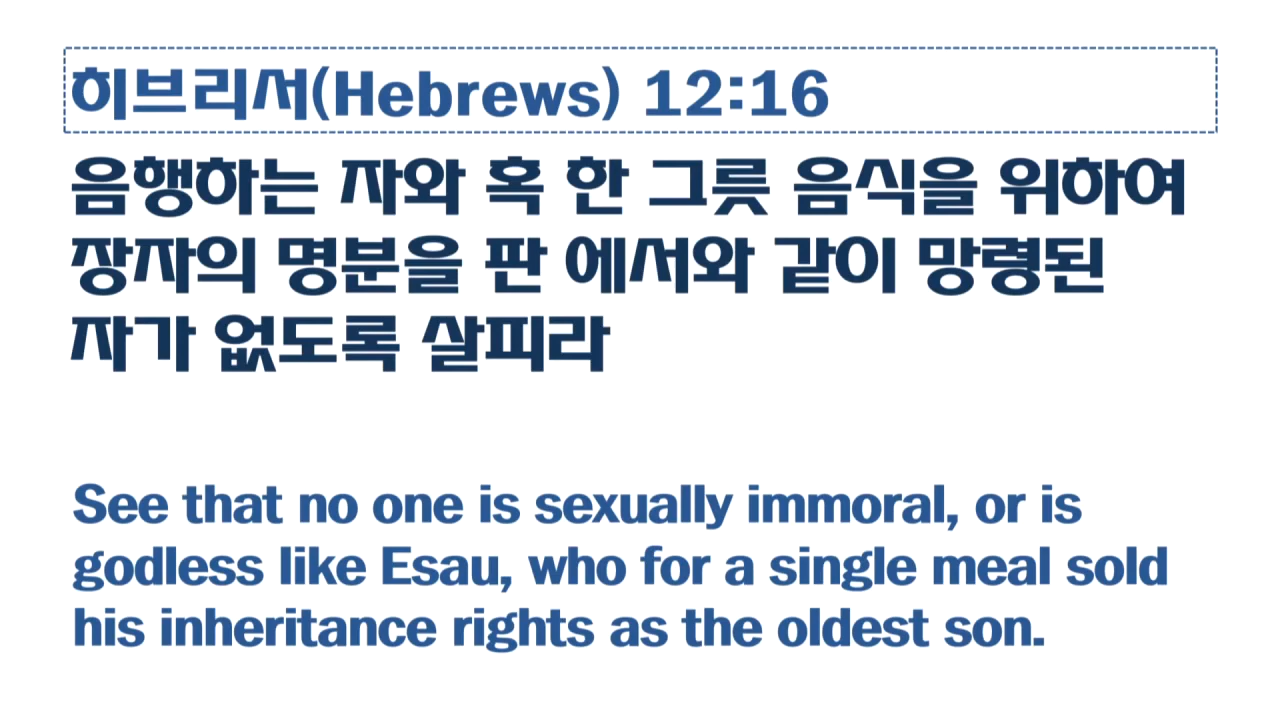 히브리서(Hebrews) 12:16
음행하는 자와 혹 한 그릇 음식을 위하여
장자의 명분을 판 에서와 같이 망령된
자가 없도록 살피라
See that no one is sexually immoral, or is
godless like Esau, who for a single meal sold
his inheritance rights as the oldest son.